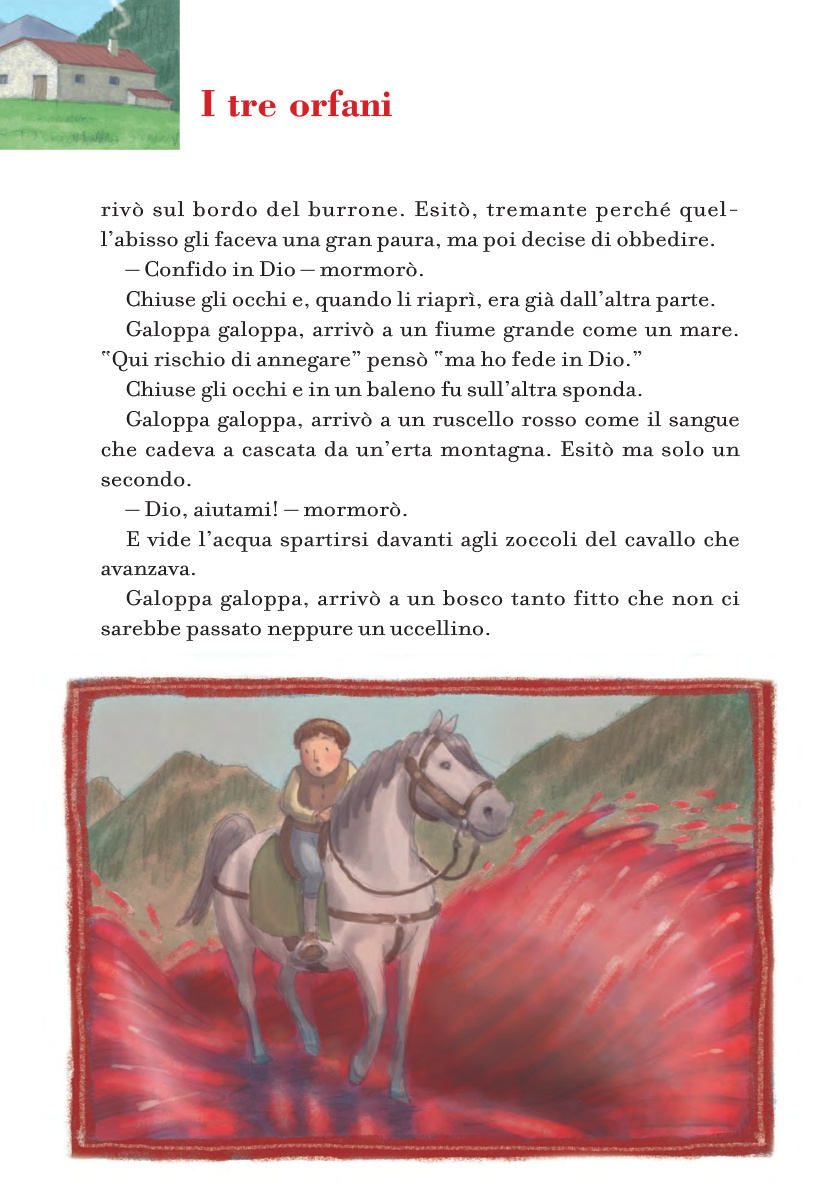 I tre orfani
rivò sul bordo del burrone. Esitò, tremante perché quel-
l’abisso gli faceva una gran paura, ma poi decise di obbedire.
– Confido in Dio – mormorò.
Chiuse gli occhi e, quando li riaprì, era già dall’altra parte.
Galoppa galoppa, arrivò a un fiume grande come un mare.
‟Qui rischio di annegare” pensò ‟ma ho fede in Dio.”
Chiuse gli occhi e in un baleno fu sull’altra sponda.
Galoppa galoppa, arrivò a un ruscello rosso come il sangue
che cadeva a cascata da un’erta montagna. Esitò ma solo un
secondo.
– Dio, aiutami! – mormorò.
E vide l’acqua spartirsi davanti agli zoccoli del cavallo che
avanzava.
Galoppa galoppa, arrivò a un bosco tanto fitto che non ci
sarebbe passato neppure un uccellino.